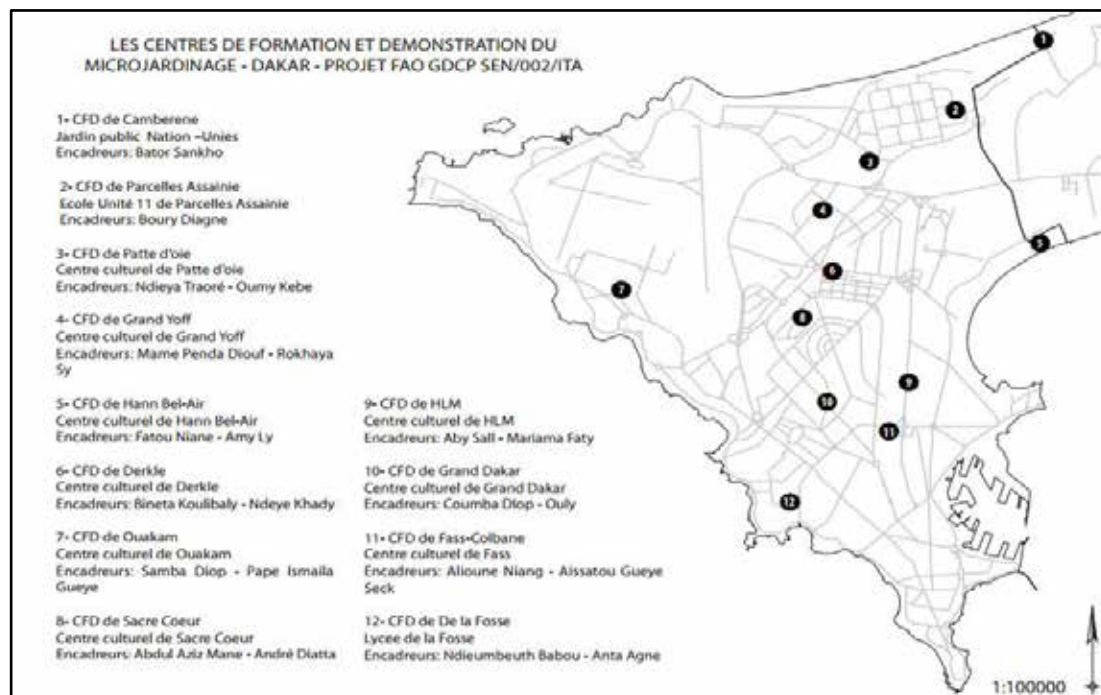 LES CENTRES DE FORMATION ET DEMONSTRATION DU
MICROJARDINAGE - DAKAR - PROJET FAO GDCP SEN/002/ITA
1- CFD de Camberene
Jardin public Nation -Unies
Encadreurs: Bator Sankho
2- CFD de Parcelles Assainie
Ecole Unité 11 de Parcelles Assainie
Encadreurs: Boury Diagne
3- CFD de Patte d'oie
Centre culturel de Patte d'oie
Encadreurs: Ndieya Traoré - Oumy Kebe
4- CFD de Grand Yoff
Centre culturel de Grand Yoff
Encadreurs: Mame Penda Diouf - Rokhaya
Sy
5- CFD de Hann Bel-Air
Centre culturel de Hann Bel-Air
Encadreurs: Fatou Niane - Amy Ly
6- CFD de Derkle
Centre culturel de Derkle
Encadreurs: Bineta Koulibaly - Ndeye Khady
7- CFD de Ouakam
Centre culturel de Ouakam
Encadreurs: Samba Diop - Pape Ismaila
Gueye
8- CFD de Sacre Coeur
Centre culturel de Sacre Coeur
Encadreurs: Abdul Aziz Mane - André Diatta
9- CFD de HLM
Centre culturel de HLM
Encadreurs: Aby Sall - Mariama Faty
10- CFD de Grand Dakar
Centre culturel de Grand Dakar
Encadreurs: Coumba Diop - Ouly
11- CFD de Fass-Colbane
Centre culturel de Fass
Encadreurs: Alioune Niang - Aissatou Gueye
Seck
12- CFD de De la Fosse
Lycee de la Fosse
Encadreurs: Ndieumbeuth Babou - Anta Agne
1
2
3
4
5
6
7
8
9
10
11
12
1:100000